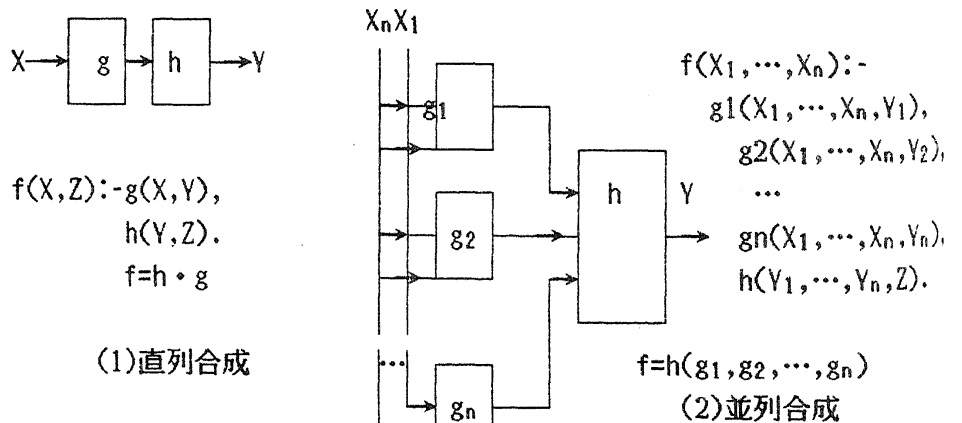 X g h Y
f(X,Z):-g(X,Y),
h(Y,Z).
f=h・g
(1)直列合成
XnX1
g1
g2
…
gn
h
Y
f(X1,…,Xn):-
g1(X1,…,Xn,Y1),
g2(X1,…,Xn,Y2),
…
gn(X1,…,Xn,Yn),
h(Y1,…,Yn,Z).
f=h(g1,g2,…,gn)
(2)並列合成